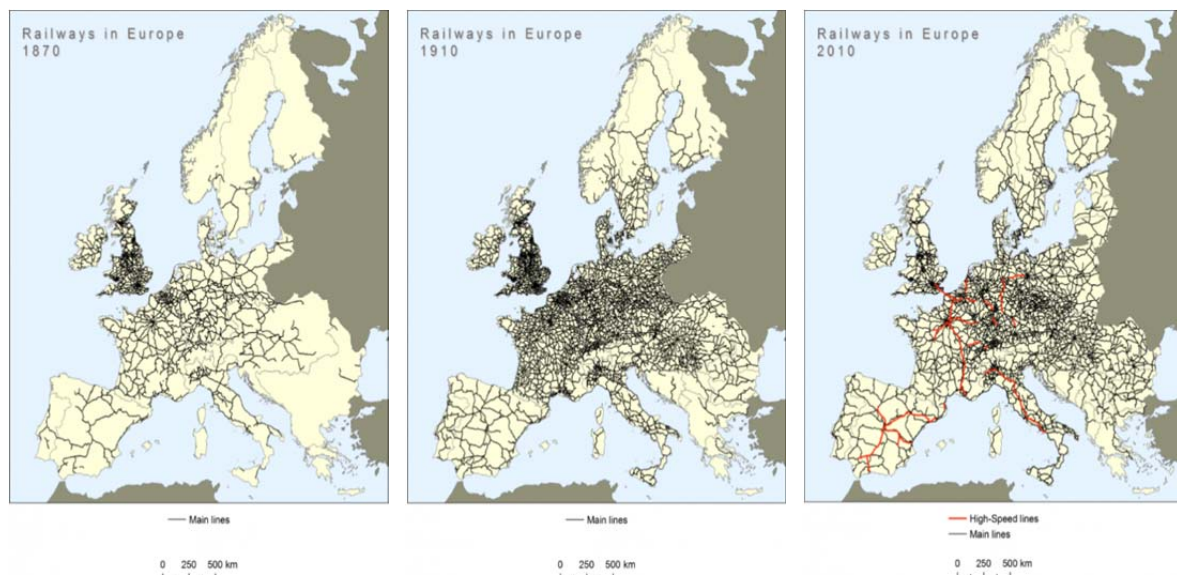 Railways in Europe
1870
Railways in Europe
1910
Railways in Europe
2010
Main lines
0 250 500 km
Main lines
0 250 500 km
High-Speed lines
Main lines
0 250 500 km